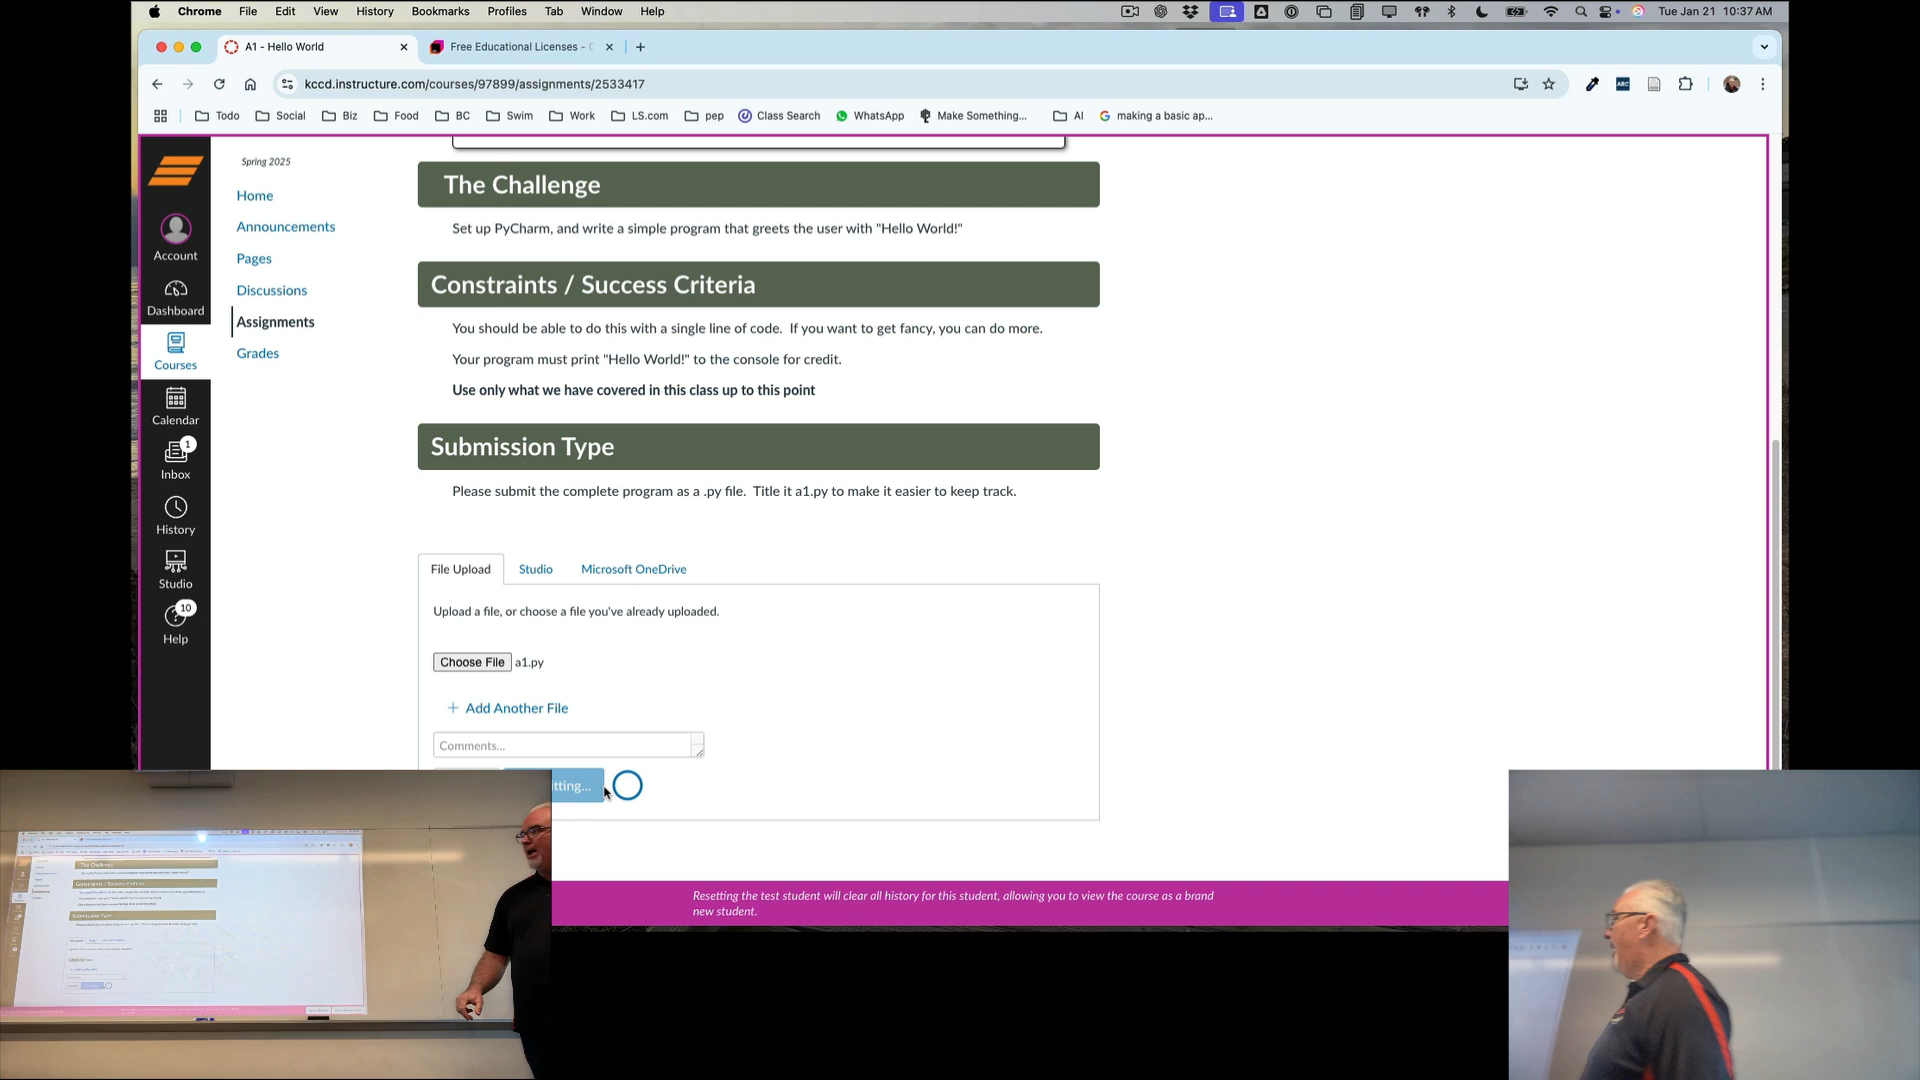 Chrome File Edit View History Bookmarks Profiles Tab Window Help Tue Jan 21 10:37 AM
A1 - Hello World
Free Educational Licenses -
kccd.instructure.com/courses/97899/assignments/2533417
Todo Social Biz Food BC Swim Work LS.com pep Class Search WhatsApp Make Something... AI making a basic ap...
Spring 2025
Home
Announcements
Pages
Discussions
Assignments
Grades
Account
Dashboard
Courses
Calendar
1
Inbox
History
Studio
10
Help
The Challenge
Set up PyCharm, and write a simple program that greets the user with "Hello World!"
Constraints / Success Criteria
You should be able to do this with a single line of code. If you want to get fancy, you can do more.
Your program must print "Hello World!" to the console for credit.
Use only what we have covered in this class up to this point
Submission Type
Please submit the complete program as a .py file. Title it a1.py to make it easier to keep track.
File Upload Studio Microsoft OneDrive
Upload a file, or choose a file you've already uploaded.
Choose File a1.py
+ Add Another File
Comments...
tting...
Resetting the test student will clear all history for this student, allowing you to view the course as a brand
new student.
The Challenge
Constraints / Success Criteria
Submission Type